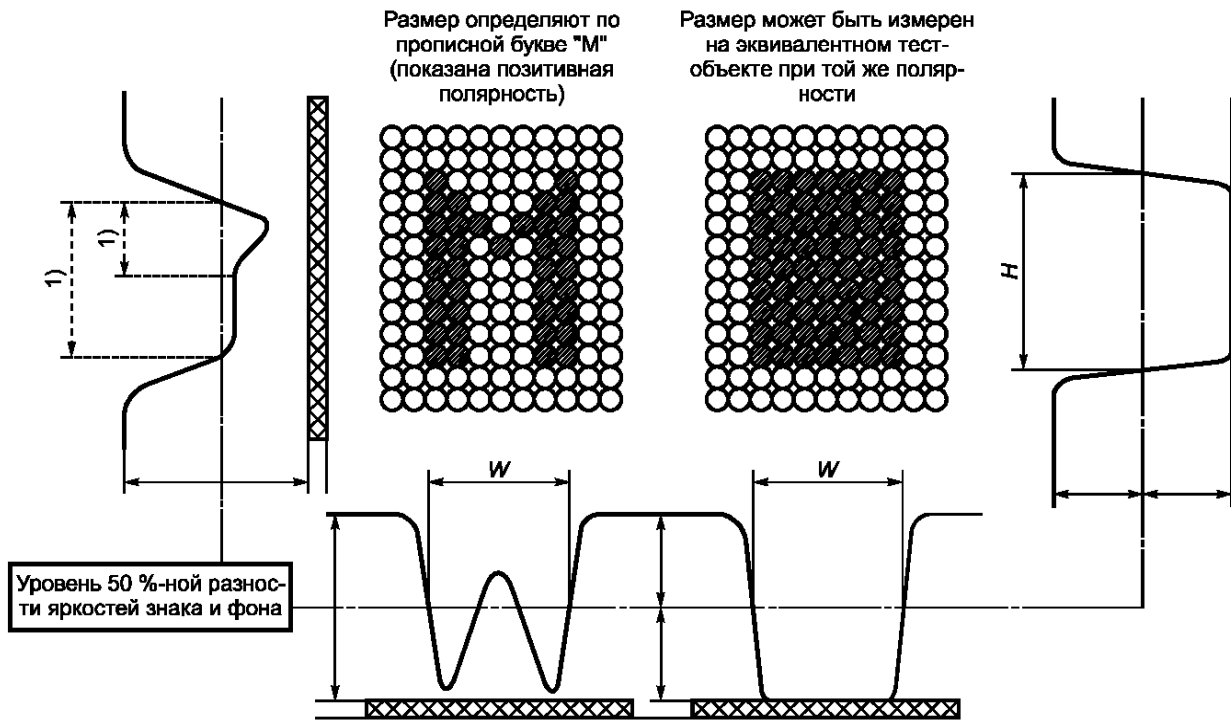 Размер определяют по
прописной букве "М"
(показана позитивная
полярность)
Размер может быть измерен
на эквивалентном тест-
объекте при той же поляр-
ности
1)
1)
H
W
W
Уровень 50 %-ной разнос-
ти яркостей знака и фона